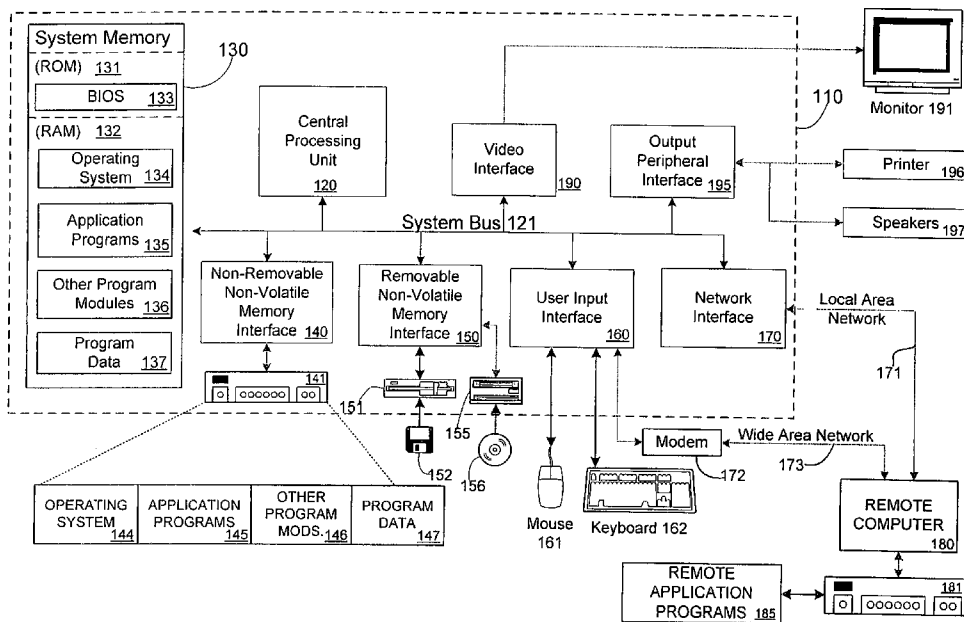 System Memory
(ROM) 131
BIOS 133
(RAM) 132
Operating
System 134
Application
Programs 135
Other Program
Modules 136
Program
Data 137
130
Central
Processing
Unit
120
Video
Interface
190
Output
Peripheral
Interface 195
110
Monitor 191
Printer
196
Speakers
197
System Bus 121
Non-Removable
Non-Volatile
Memory
Interface 140
Removable
Non-Volatile
Memory
Interface 150
User Input
Interface
160
Network
Interface
170
Local Area
Network
171
141
151
152
155
156
Modem
172
Wide Area Network
173
OPERATING
SYSTEM 144
APPLICATION
PROGRAMS 145
OTHER
PROGRAM
MODS. 146
PROGRAM
DATA 147
Mouse
161
Keyboard 162
REMOTE
COMPUTER
180
181
REMOTE
APPLICATION
PROGRAMS 185